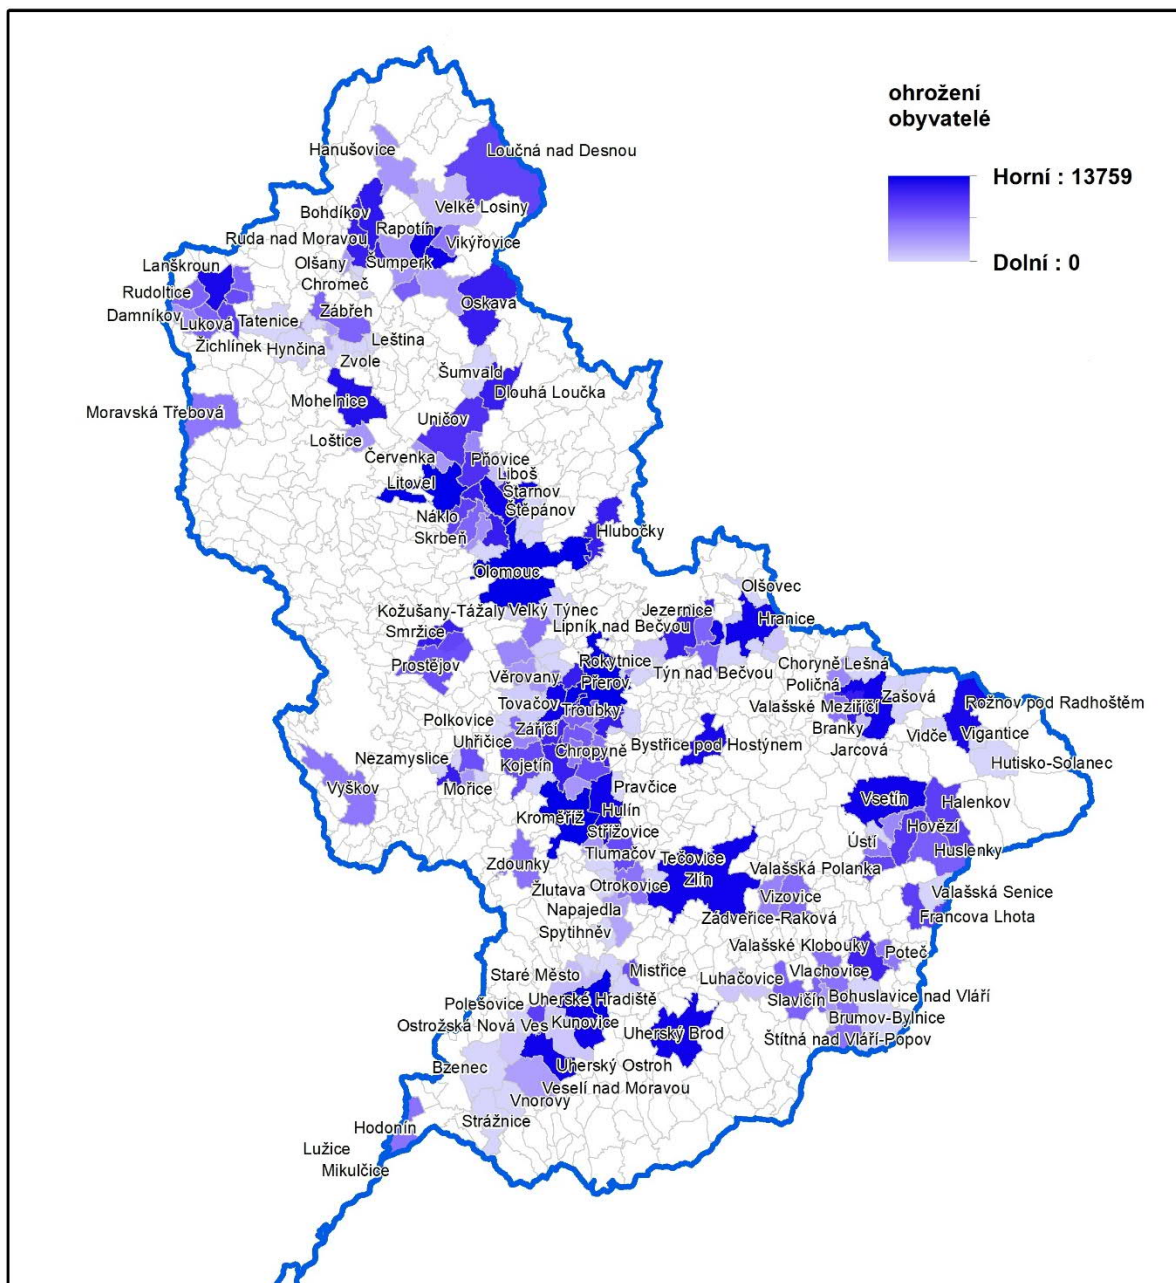 ohrožení
obyvatelé
Horní : 13759
Dolní : 0
Hanušovice
Loučná nad Desnou
Bohdíkov
Velké Losiny
Rapotín
Ruda nad Moravou
Vikýřovice
Olšany
Šumperk
Lanškroun
Chromeč
Rudoltice
Oskava
Damníkov
Zábřeh
Luková
Tatenice
Leština
Žichlínek
Hynčina
Zvole
Šumvald
Dlouhá Loučka
Mohelnice
Moravská Třebová
Uničov
Loštice
Červenka
Pňovice
Liboš
Litovel
Štarnov
Štěpánov
Náklo
Skrbeň
Hlubočky
Olomouc
Olšovec
Kožušany-Tážaly
Velký Týnec
Jezernice
Hranice
Smržice
Lipník nad Bečvou
Prostějov
Rokytnice
Týn nad Bečvou
Choryně
Lešná
Věrovany
Přerov
Poličná
Zašová
Tovačov
Troubky
Valašské Meziříčí
Rožnov pod Radhoštěm
Polkovice
Záříčí
Branky
Vidče
Vigantice
Uhřičice
Chropyně
Bystřice pod Hostýnem
Jarcová
Nezamyslice
Kojetín
Hutisko-Solanec
Vyškov
Mořice
Pravčice
Vsetín
Halenkov
Kroměříž
Hulín
Střížovice
Hovězí
Ústí
Huslenky
Zdounky
Tlumačov
Tečovice
Valašská Polanka
Zlín
Žlutava
Otrokovice
Vizovice
Valašská Senice
Napajedla
Zádveřice-Raková
Francova Lhota
Spytihněv
Valašské Klobouky
Poteč
Staré Město
Mistřice
Luhačovice
Vlachovice
Polešovice
Uherské Hradiště
Slavičín
Bohuslavice nad Vláří
Ostrožská Nová Ves
Kunovice
Uherský Brod
Brumov-Bylnice
Štítná nad Vláří-Popov
Bzenec
Uherský Ostroh
Veselí nad Moravou
Vnorovy
Strážnice
Hodonín
Lužice
Mikulčice